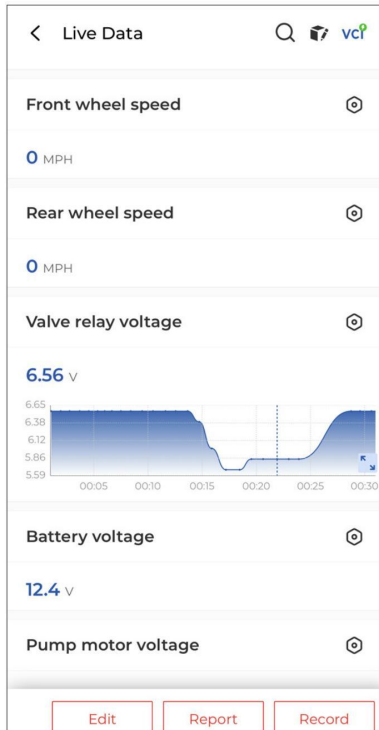 Live Data
vci
Front wheel speed
0 MPH
Rear wheel speed
0 MPH
Valve relay voltage
6.56 V
6.65
6.38
6.12
5.86
5.59
00:05 00:10 00:15 00:20 00:25 00:30
Battery voltage
12.4 V
Pump motor voltage
Edit Report Record